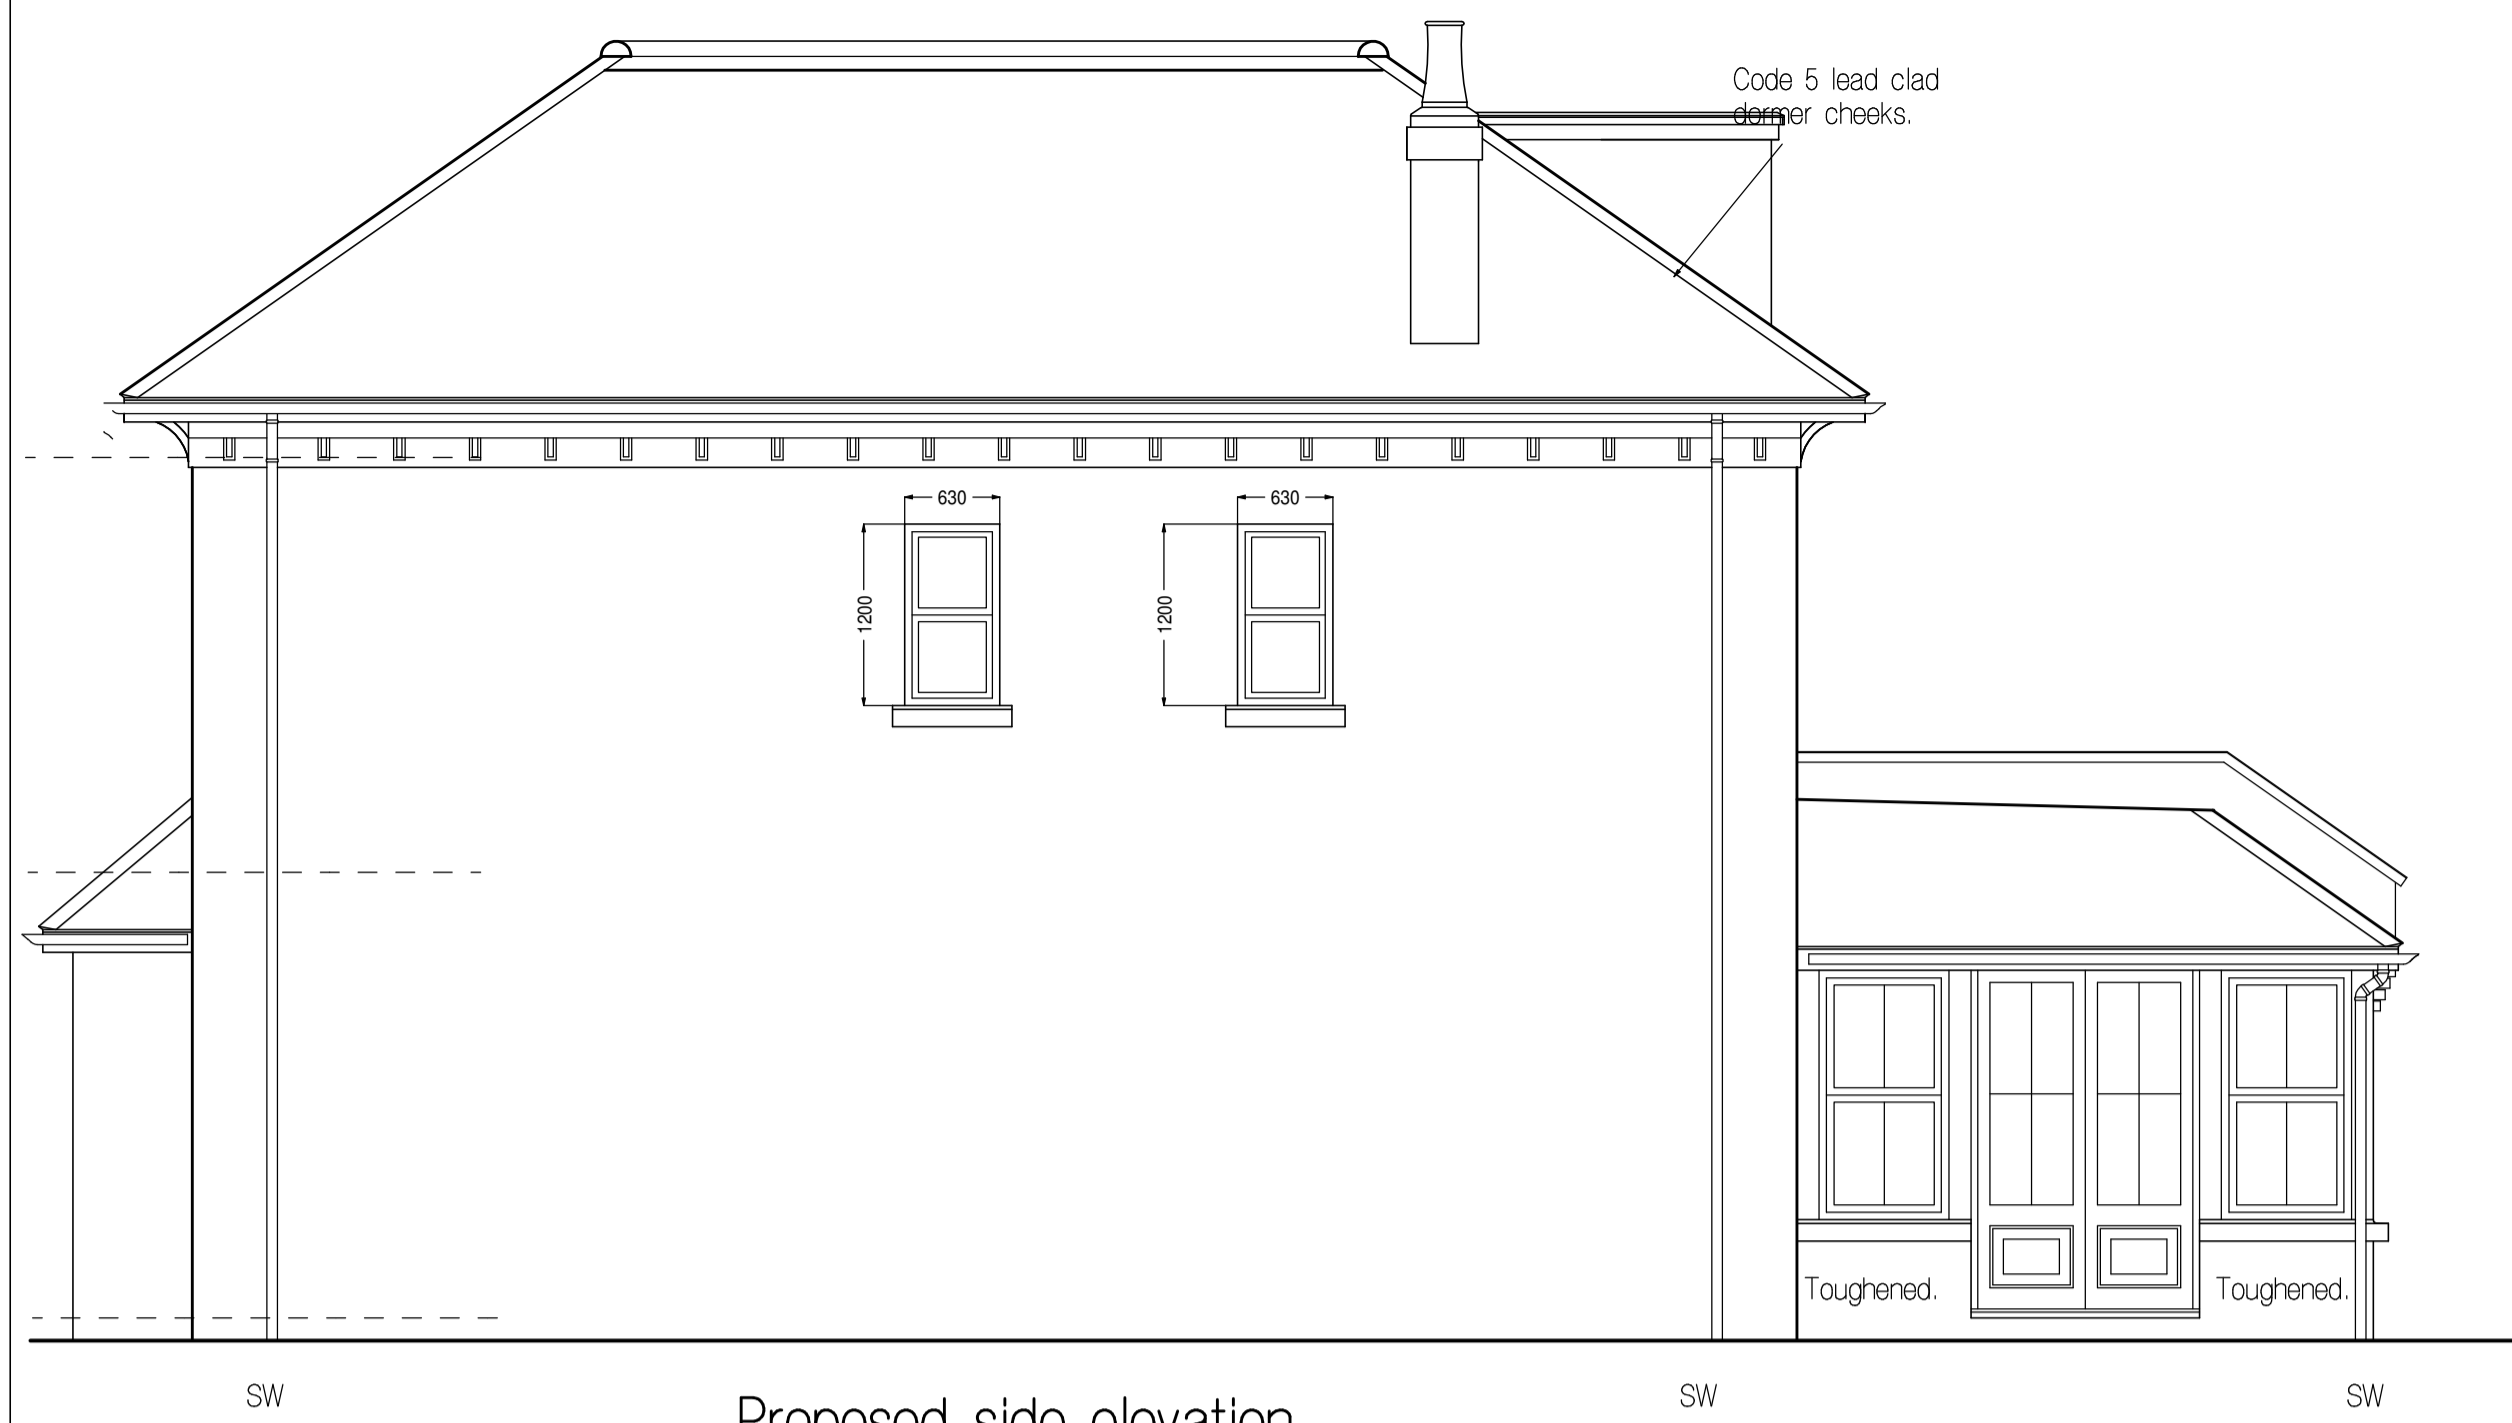 Code 5 lead clad
dormer cheeks.
630
630
1200
1200
Toughened.
Toughened.
SW
SW
SW
Proposed side elevation